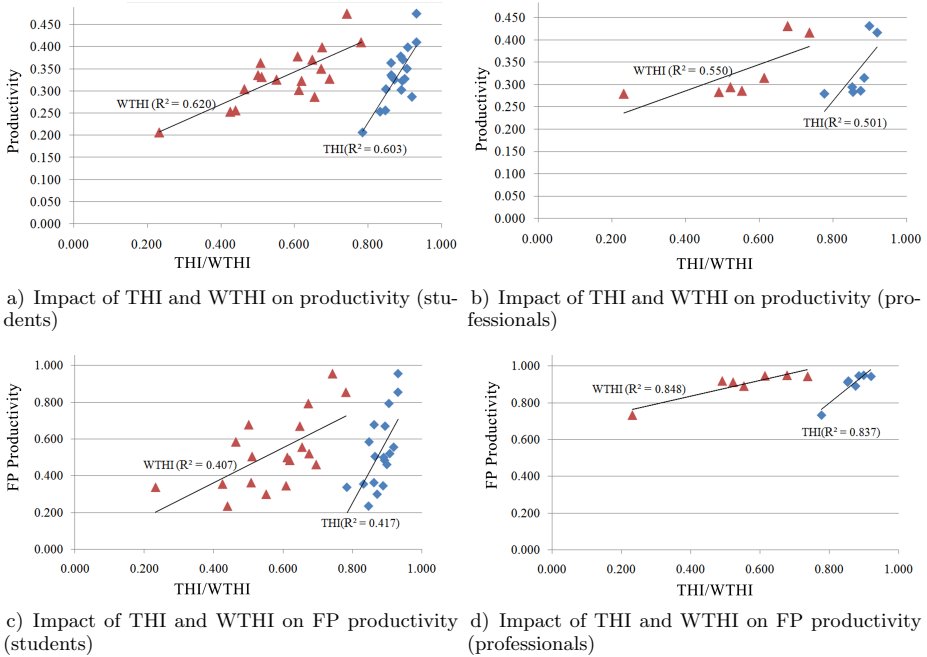 0.450
0.400
0.350
0.300
0.250
0.200
0.150
0.100
0.050
0.000
Productivity
WTHI (R² = 0.620)
THI(R² = 0.603)
0.000 0.200 0.400 0.600 0.800 1.000
THI/WTHI
a) Impact of THI and WTHI on productivity (stu-
dents)
0.450
0.400
0.350
0.300
0.250
0.200
0.150
0.100
0.050
0.000
Productivity
WTHI (R² = 0.550)
THI(R² = 0.501)
0.000 0.200 0.400 0.600 0.800 1.000
THI/WTHI
b) Impact of THI and WTHI on productivity (pro-
fessionals)
1.000
0.800
0.600
0.400
0.200
0.000
FP Productivity
WTHI (R² = 0.407)
THI(R² = 0.417)
0.000 0.200 0.400 0.600 0.800 1.000
THI/WTHI
c) Impact of THI and WTHI on FP productivity
(students)
1.000
0.800
0.600
0.400
0.200
0.000
FP Productivity
WTHI (R² = 0.848)
THI(R² = 0.837)
0.000 0.200 0.400 0.600 0.800 1.000
THI/WTHI
d) Impact of THI and WTHI on FP productivity
(professionals)